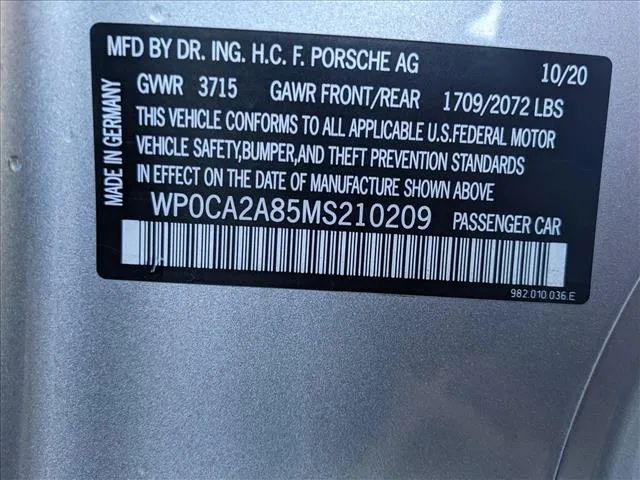 MFD BY DR. ING. H.C. F. PORSCHE AG 10/20
GVWR 3715 GAWR FRONT/REAR 1709/2072 LBS
THIS VEHICLE CONFORMS TO ALL APPLICABLE U.S.FEDERAL MOTOR
VEHICLE SAFETY,BUMPER,AND THEFT PREVENTION STANDARDS
IN EFFECT ON THE DATE OF MANUFACTURE SHOWN ABOVE
MADE IN GERMANY
WP0CA2A85MS210209 PASSENGER CAR
982.010.036.E